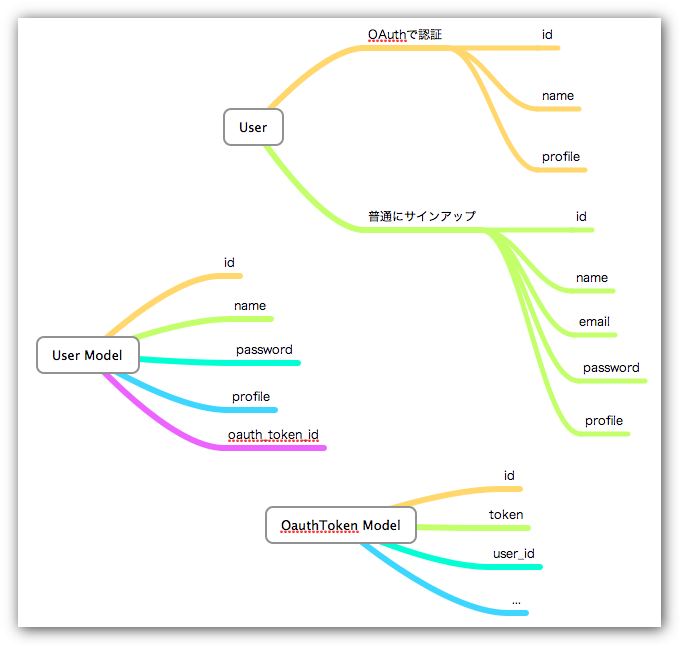 User
OAuthで認証
id
name
profile
普通にサインアップ
id
name
email
password
profile
User Model
id
name
password
profile
oauth_token_id
OauthToken Model
id
token
user_id
...